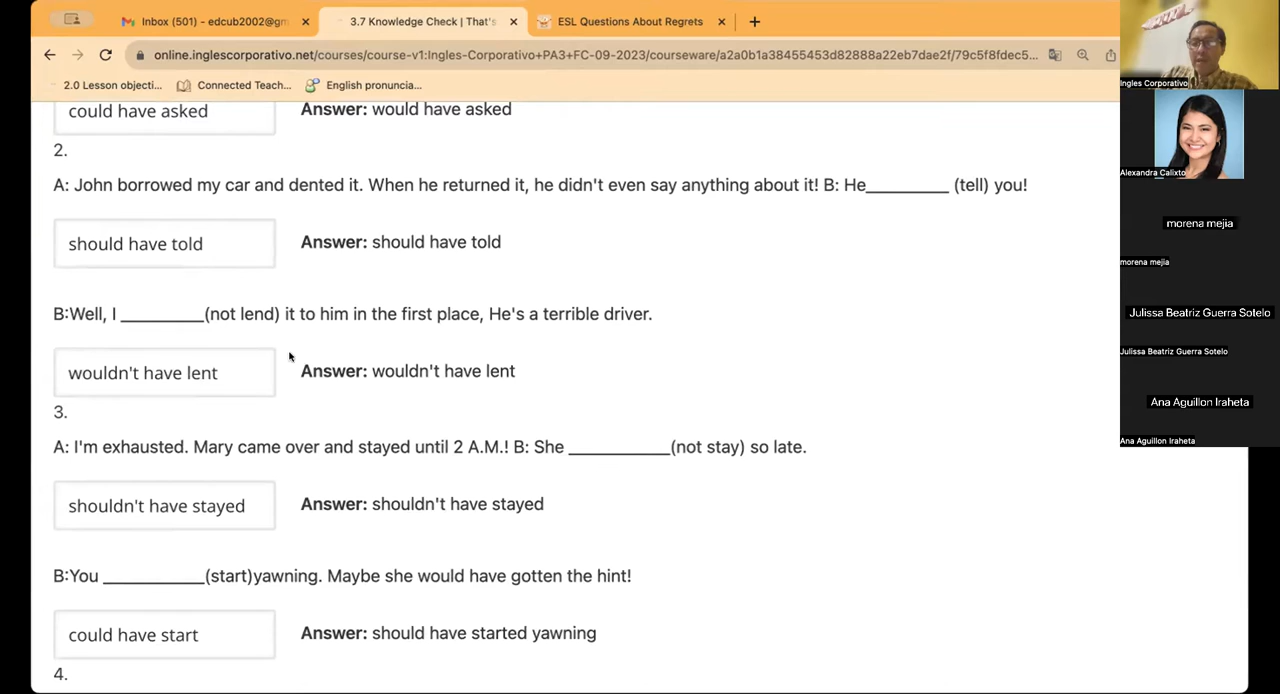 Inbox (501) - edcub2002@gm
3.7 Knowledge Check | That's
ESL Questions About Regrets
online.inglescorporativo.net/courses/course-v1:Ingles-Corporativo+PA3+FC-09-2023/courseware/a2a0b1a38455453d82888a22eb7dae2f/79c5f8fdec5...
2.0 Lesson objecti...
Connected Teach...
English pronuncia...
could have asked
Answer: would have asked
2.
A: John borrowed my car and dented it. When he returned it, he didn't even say anything about it! B: He_________ (tell) you!
should have told
Answer: should have told
B:Well, I _________(not lend) it to him in the first place, He's a terrible driver.
wouldn't have lent
Answer: wouldn't have lent
3.
A: I'm exhausted. Mary came over and stayed until 2 A.M.! B: She ___________(not stay) so late.
shouldn't have stayed
Answer: shouldn't have stayed
B:You ___________(start)yawning. Maybe she would have gotten the hint!
could have start
Answer: should have started yawning
4.
Ingles Corporativo
Alexandra Calixto
morena mejia
morena mejia
Julissa Beatriz Guerra Sotelo
Julissa Beatriz Guerra Sotelo
Ana Aguillon Iraheta
Ana Aguillon Iraheta